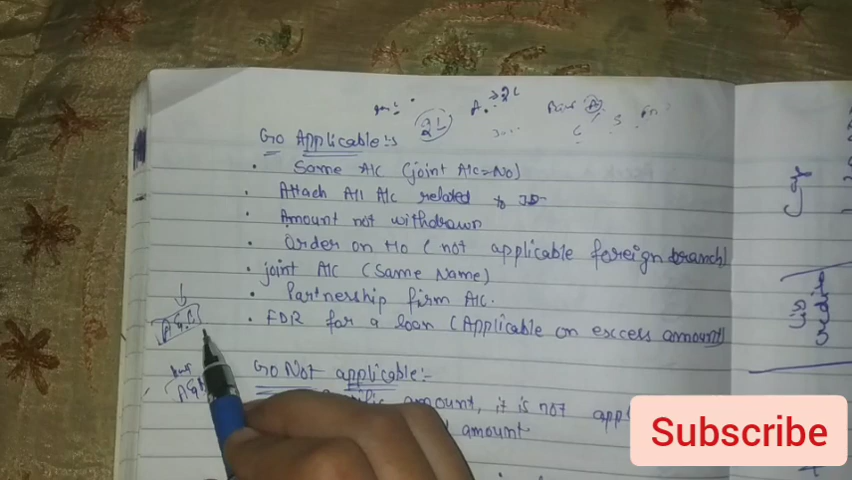 2L
GO Applicable:-
• Same A/C (joint A/C=No)
• Attach All A/C related to JD
• Amount not withdrawn
• Order on HO (not applicable foreign branch)
• joint A/C (Same Name)
• Partnership firm A/C.
• FDR for a loan (Applicable on excess amount)
GO Not applicable:-
amount, it is not
amount
Subscribe